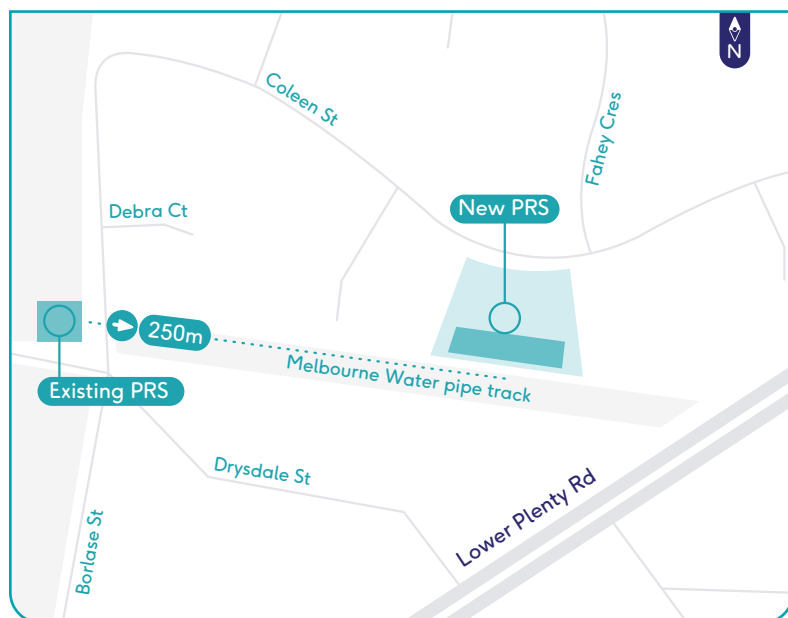 N
Coleen St
Fahey Cres
Debra Ct
New PRS
250m
Melbourne Water pipe track
Existing PRS
Drysdale St
Lower Plenty Rd
Borlase St